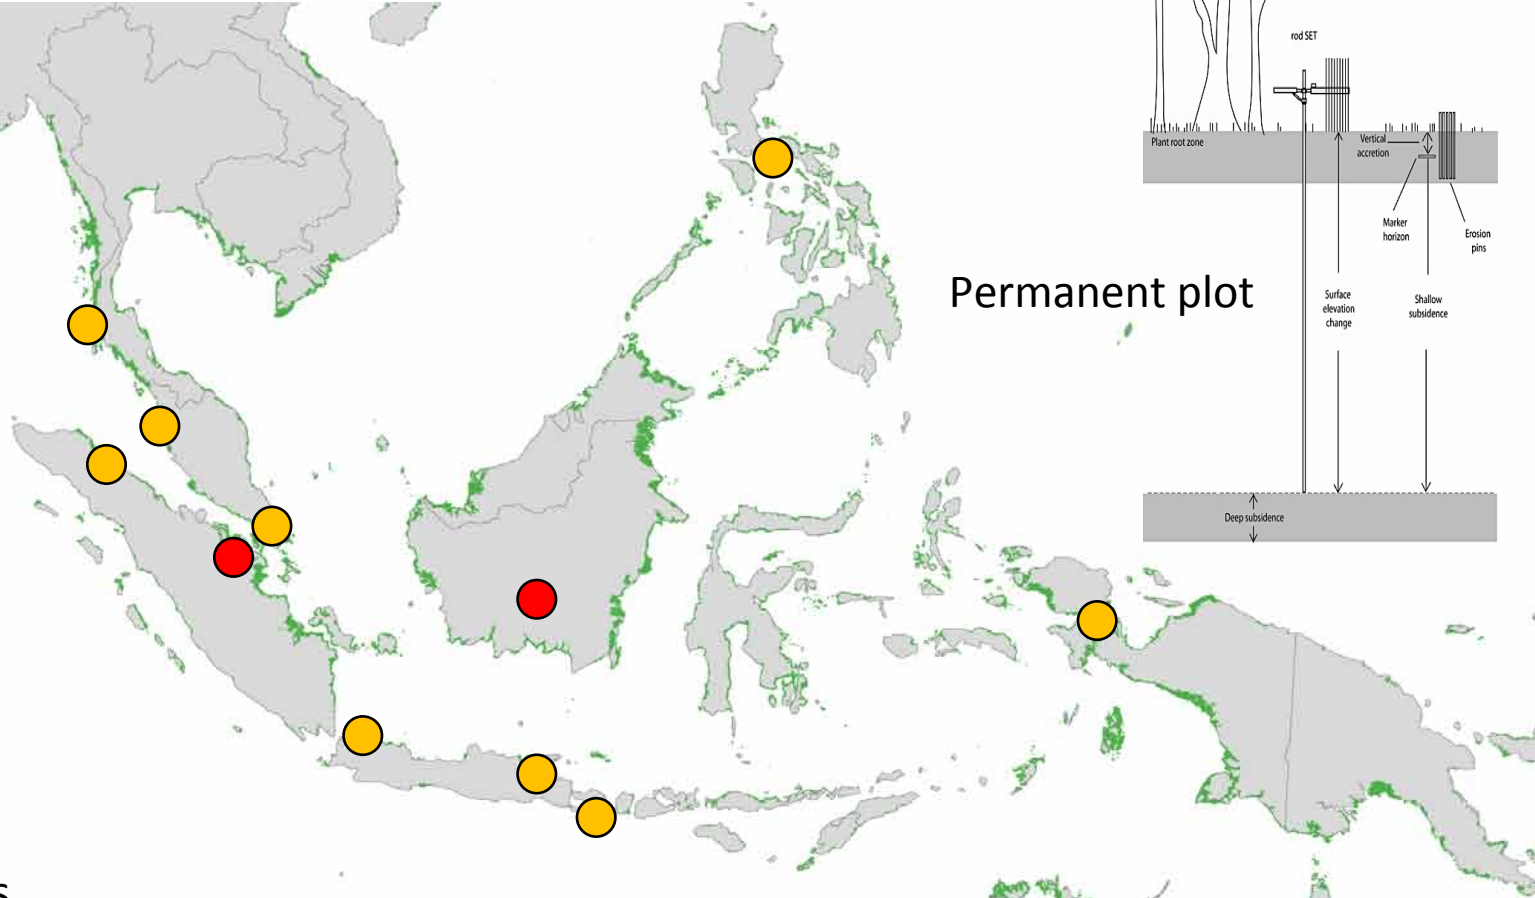 rod SET
Plant root zone
Vertical
accretion
Marker
horizon
Erosion
pins
Permanent plot
Surface
elevation
change
Shallow
subsidence
Deep subsidence
s